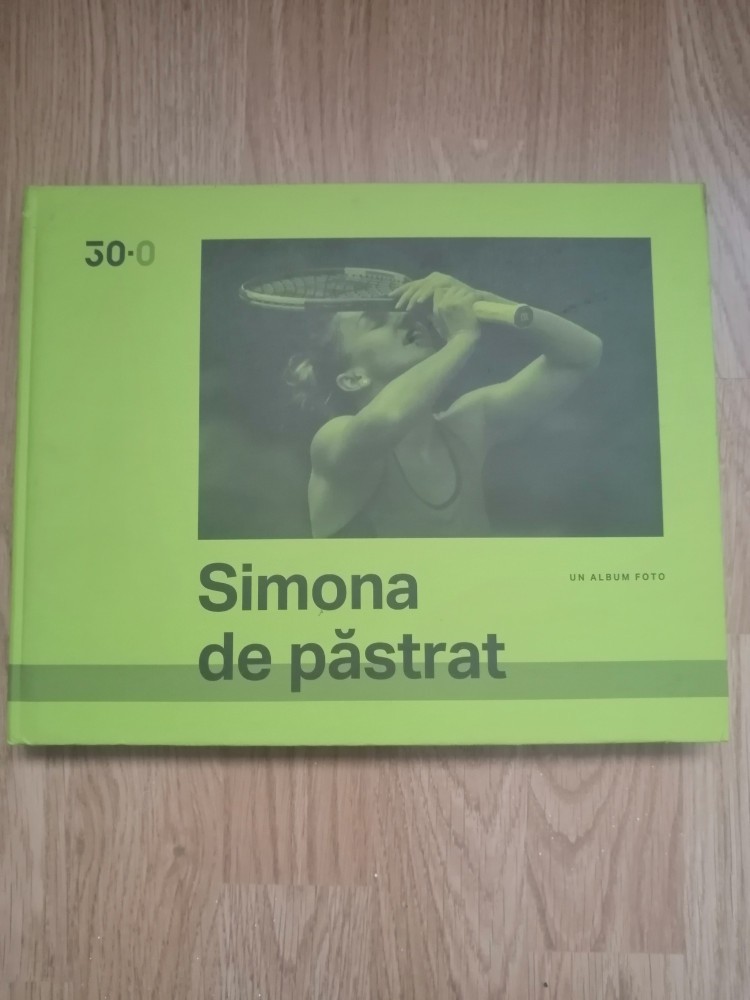 30·0
Simona
de păstrat
UN ALBUM FOTO